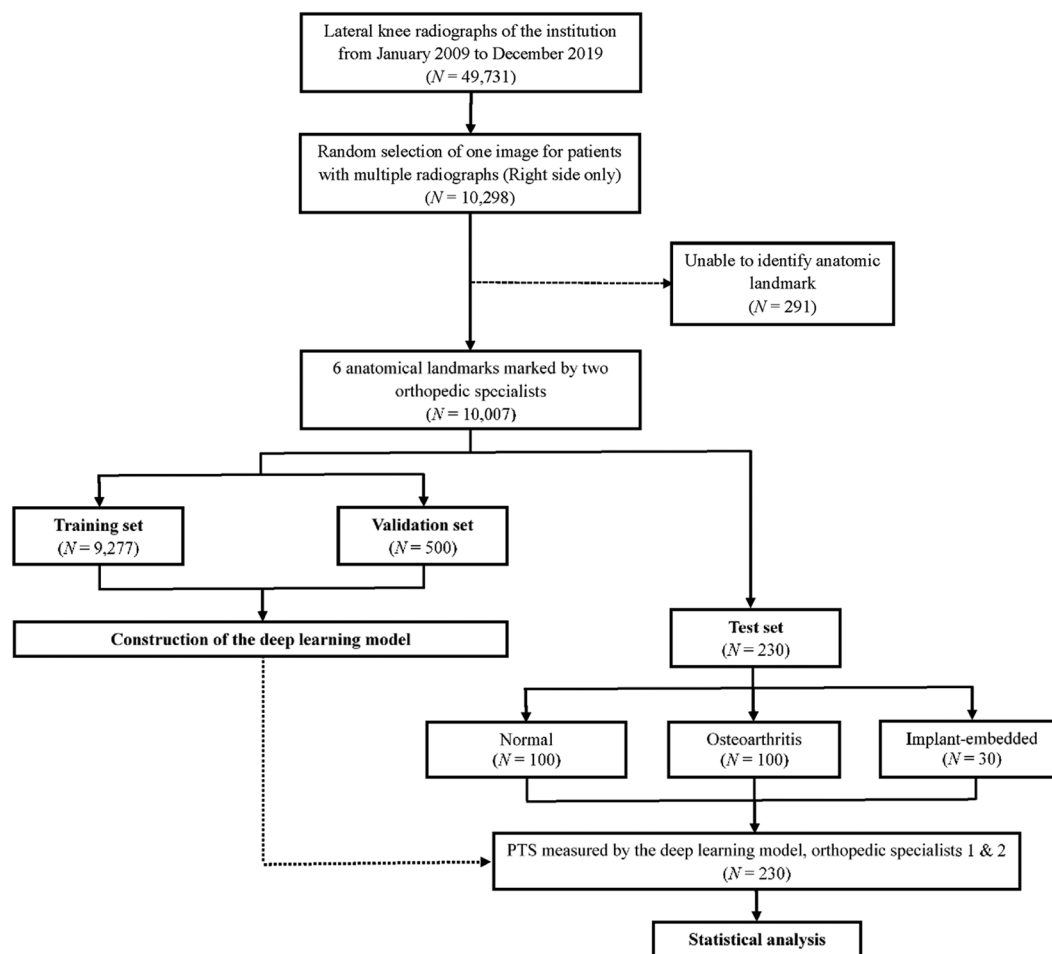 Lateral knee radiographs of the institution
from January 2009 to December 2019
(N = 49,731)
Random selection of one image for patients
with multiple radiographs (Right side only)
(N = 10,298)
Unable to identify anatomic
landmark
(N = 291)
6 anatomical landmarks marked by two
orthopedic specialists
(N = 10,007)
Training set
(N = 9,277)
Validation set
(N = 500)
Construction of the deep learning model
Test set
(N = 230)
Normal
(N = 100)
Osteoarthritis
(N = 100)
Implant-embedded
(N = 30)
PTS measured by the deep learning model, orthopedic specialists 1 & 2
(N = 230)
Statistical analysis